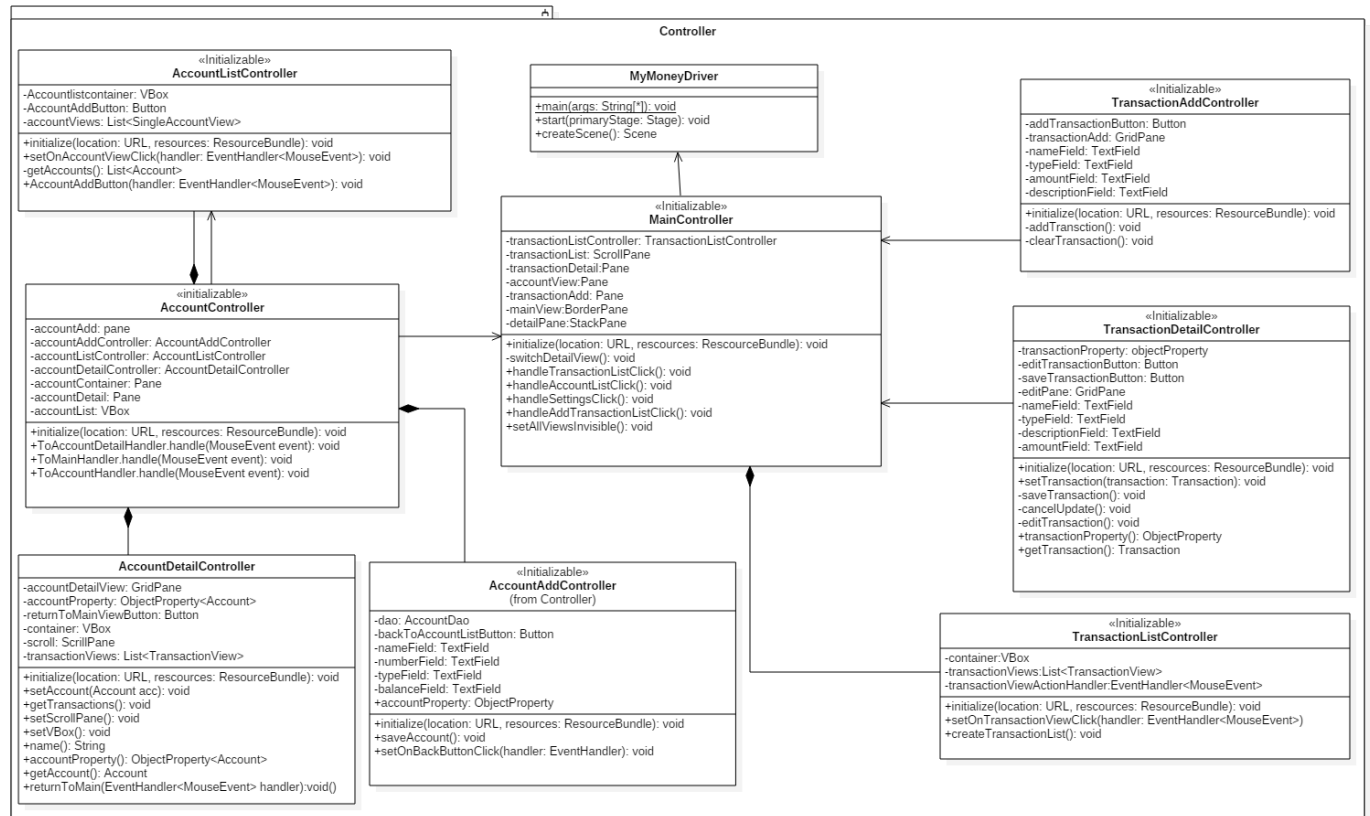 Controller
«Initializable»
AccountListController
-Accountlistcontainer: VBox
-AccountAddButton: Button
-accountViews: List<SingleAccountView>
+initialize(location: URL, resources: ResourceBundle): void
+setOnAccountViewClick(handler: EventHandler<MouseEvent>): void
-getAccounts(): List<Account>
+AccountAddButton(handler: EventHandler<MouseEvent>): void
MyMoneyDriver
+main(args: String[*]): void
+start(primaryStage: Stage): void
+createScene(): Scene
«Initializable»
TransactionAddController
-addTransactionButton: Button
-transactionAdd: GridPane
-nameField: TextField
-typeField: TextField
-amountField: TextField
-descriptionField: TextField
+initialize(location: URL, resources: ResourceBundle): void
-addTransction(): void
-clearTransaction(): void
«Initializable»
MainController
-transactionListController: TransactionListController
-transactionList: ScrollPane
-transactionDetail:Pane
-accountView:Pane
-transactionAdd: Pane
-mainView:BorderPane
-detailPane:StackPane
+initialize(location: URL, rescources: RescourceBundle): void
-switchDetailView(): void
+handleTransactionListClick(): void
+handleAccountListClick(): void
+handleSettingsClick(): void
+handleAddTransactionListClick(): void
+setAllViewsInvisible(): void
«initializable»
AccountController
-accountAdd: pane
-accountAddController: AccountAddController
-accountListController: AccountListController
-accountDetailController: AccountDetailController
-accountContainer: Pane
-accountDetail: Pane
-accountList: VBox
+initialize(location: URL, rescources: ResourceBundle): void
+ToAccountDetailHandler.handle(MouseEvent event): void
+ToMainHandler.handle(MouseEvent event): void
+ToAccountHandler.handle(MouseEvent event): void
«Initializable»
TransactionDetailController
-transactionProperty: objectProperty
-editTransactionButton: Button
-saveTransactionButton: Button
-editPane: GridPane
-nameField: TextField
-typeField: TextField
-descriptionField: TextField
-amountField: TextField
+initialize(location: URL, rescources: ResourceBundle): void
+setTransaction(transaction: Transaction): void
-saveTransaction(): void
-cancelUpdate(): void
-editTransaction(): void
+transactionProperty(): ObjectProperty
+getTransaction(): Transaction
AccountDetailController
-accountDetailView: GridPane
-accountProperty: ObjectProperty<Account>
-returnToMainViewButton: Button
-container: VBox
-scroll: ScrillPane
-transactionViews: List<TransactionView>
+initialize(location: URL, rescources: ResourceBundle): void
+setAccount(Account acc): void
+getTransactions(): void
+setScrollPane(): void
+setVBox(): void
+name(): String
+accountProperty(): ObjectProperty<Account>
+getAccount(): Account
+returnToMain(EventHandler<MouseEvent> handler):void()
«Initializable»
AccountAddController
(from Controller)
-dao: AccountDao
-backToAccountListButton: Button
-nameField: TextField
-numberField: TextField
-typeField: TextField
-balanceField: TextField
+accountProperty: ObjectProperty
+initialize(location: URL, resources: ResourceBundle): void
+saveAccount(): void
+setOnBackButtonClick(handler: EventHandler): void
«Initializable»
TransactionListController
-container:VBox
-transactionViews:List<TransactionView>
-transactionViewActionHandler:EventHandler<MouseEvent>
+initialize(location: URL, resources: ResourceBundle): void
+setOnTransactionViewClick(handler: EventHandler<MouseEvent>)
+createTransactionList(): void